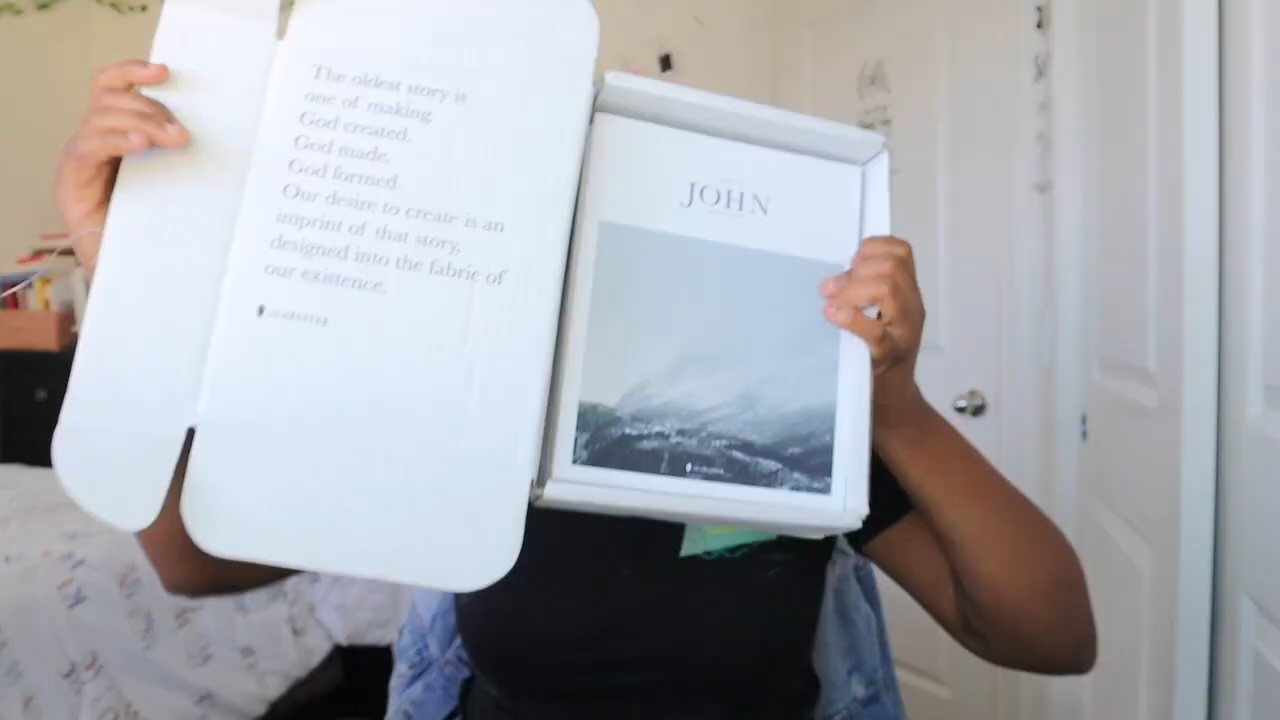 The oldest story is
one of making.
God created.
God made.
God formed.
Our desire to create is an
imprint of that story,
designed into the fabric of
our existence.
JOHN